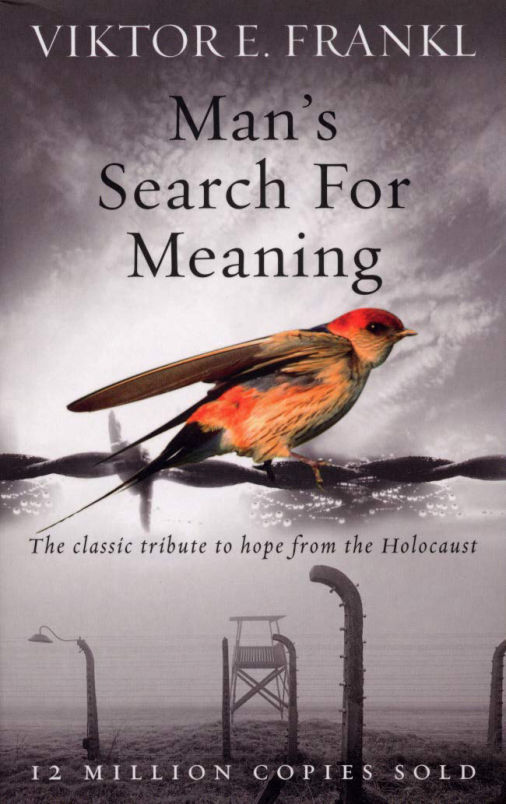 VIKTOR E. FRANKL
Man's
Search For
Meaning
The classic tribute to hope from the Holocaust
12 MILLION COPIES SOLD